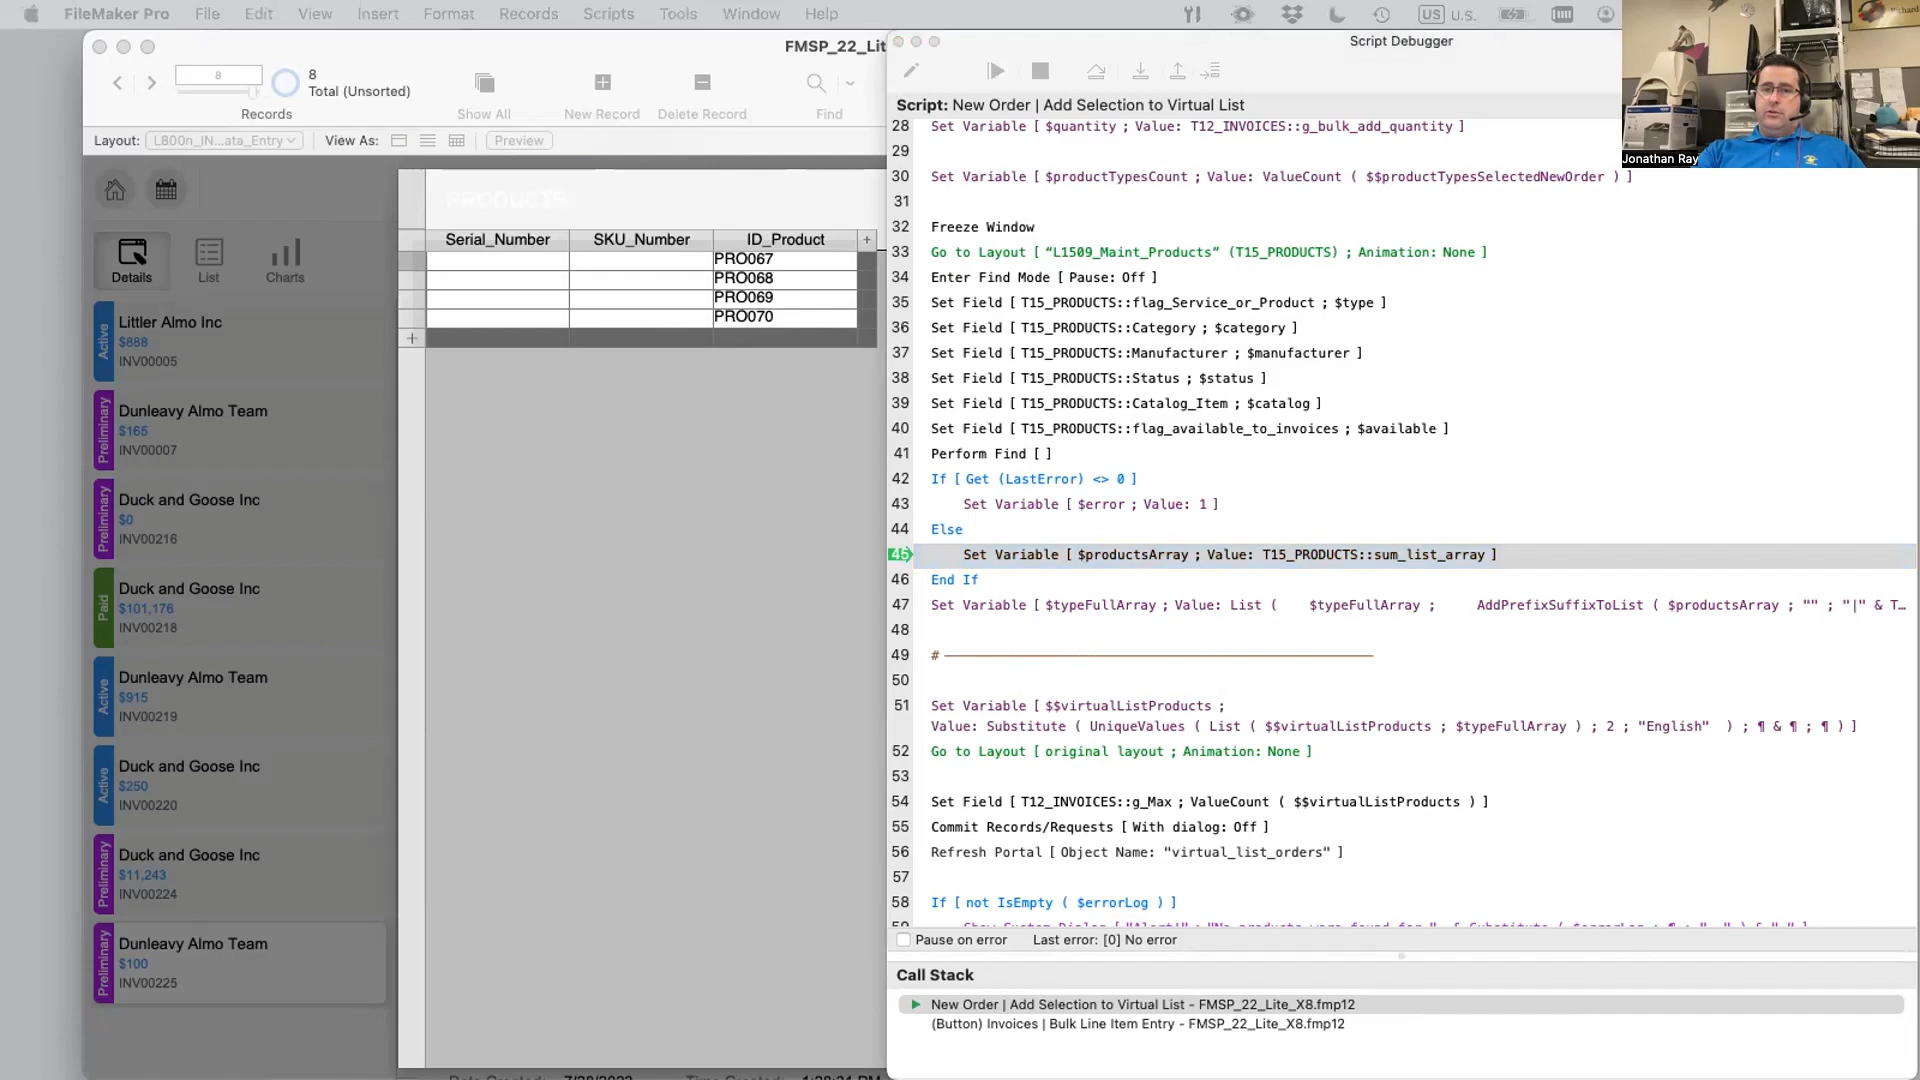 FileMaker Pro File Edit View Insert Format Records Scripts Tools Window Help US U.S.
FMSP_22_Lit
8
8
Total (Unsorted)
Records
Show All
New Record
Delete Record
Find
Layout: L800n_IN...ata_Entry View As: Preview
PRODUCTS
Serial_Number SKU_Number ID_Product +
PRO067
PRO068
PRO069
PRO070
+
Details List Charts
Active
Littler Almo Inc
$888
INV00005
Preliminary
Dunleavy Almo Team
$165
INV00007
Preliminary
Duck and Goose Inc
$0
INV00216
Paid
Duck and Goose Inc
$101,176
INV00218
Active
Dunleavy Almo Team
$915
INV00219
Active
Duck and Goose Inc
$250
INV00220
Preliminary
Duck and Goose Inc
$11,243
INV00224
Preliminary
Dunleavy Almo Team
$100
INV00225
Script Debugger
Script: New Order | Add Selection to Virtual List
28 Set Variable [ $quantity ; Value: T12_INVOICES::g_bulk_add_quantity ]
29
30 Set Variable [ $productTypesCount ; Value: ValueCount ( $$productTypesSelectedNewOrder ) ]
31
32 Freeze Window
33 Go to Layout [ “L1509_Maint_Products” (T15_PRODUCTS) ; Animation: None ]
34 Enter Find Mode [ Pause: Off ]
35 Set Field [ T15_PRODUCTS::flag_Service_or_Product ; $type ]
36 Set Field [ T15_PRODUCTS::Category ; $category ]
37 Set Field [ T15_PRODUCTS::Manufacturer ; $manufacturer ]
38 Set Field [ T15_PRODUCTS::Status ; $status ]
39 Set Field [ T15_PRODUCTS::Catalog_Item ; $catalog ]
40 Set Field [ T15_PRODUCTS::flag_available_to_invoices ; $available ]
41 Perform Find [ ]
42 If [ Get (LastError) <> 0 ]
43 Set Variable [ $error ; Value: 1 ]
44 Else
45 Set Variable [ $productsArray ; Value: T15_PRODUCTS::sum_list_array ]
46 End If
47 Set Variable [ $typeFullArray ; Value: List ( $typeFullArray ; AddPrefixSuffixToList ( $productsArray ; "" ; "|" & T…
48
49 # 
50
51 Set Variable [ $$virtualListProducts ;
Value: Substitute ( UniqueValues ( List ( $$virtualListProducts ; $typeFullArray ) ; 2 ; "English" ) ; ¶ & ¶ ; ¶ ) ]
52 Go to Layout [ original layout ; Animation: None ]
53
54 Set Field [ T12_INVOICES::g_Max ; ValueCount ( $$virtualListProducts ) ]
55 Commit Records/Requests [ With dialog: Off ]
56 Refresh Portal [ Object Name: "virtual_list_orders" ]
57
58 If [ not IsEmpty ( $errorLog ) ]
Pause on error Last error: [0] No error
Call Stack
New Order | Add Selection to Virtual List - FMSP_22_Lite_X8.fmp12
(Button) Invoices | Bulk Line Item Entry - FMSP_22_Lite_X8.fmp12
Jonathan Ray